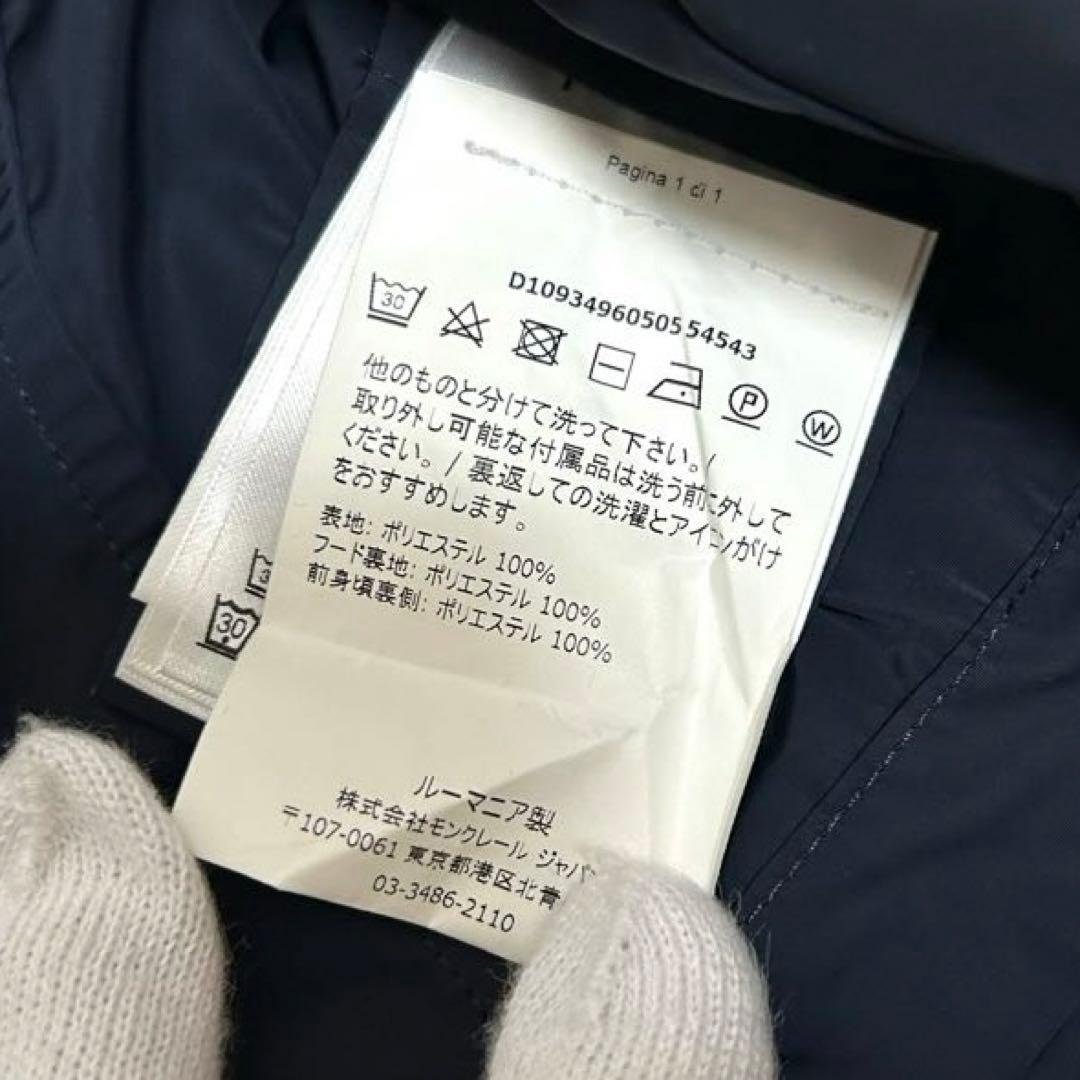 Pagina 1 di 1
D1093496050554543
30
P
W
他のものと分けて洗って下さい。/
取り外し可能な付属品は洗う前に外して
ください。/ 裏返しての洗濯とアイロンがけ
をおすすめします。
表地: ポリエステル 100%
フード裏地: ポリエステル 100%
前身頃裏側: ポリエステル 100%
30
ルーマニア製
株式会社モンクレール ジャパ
〒107-0061 東京都港区北青
03-3486-2110